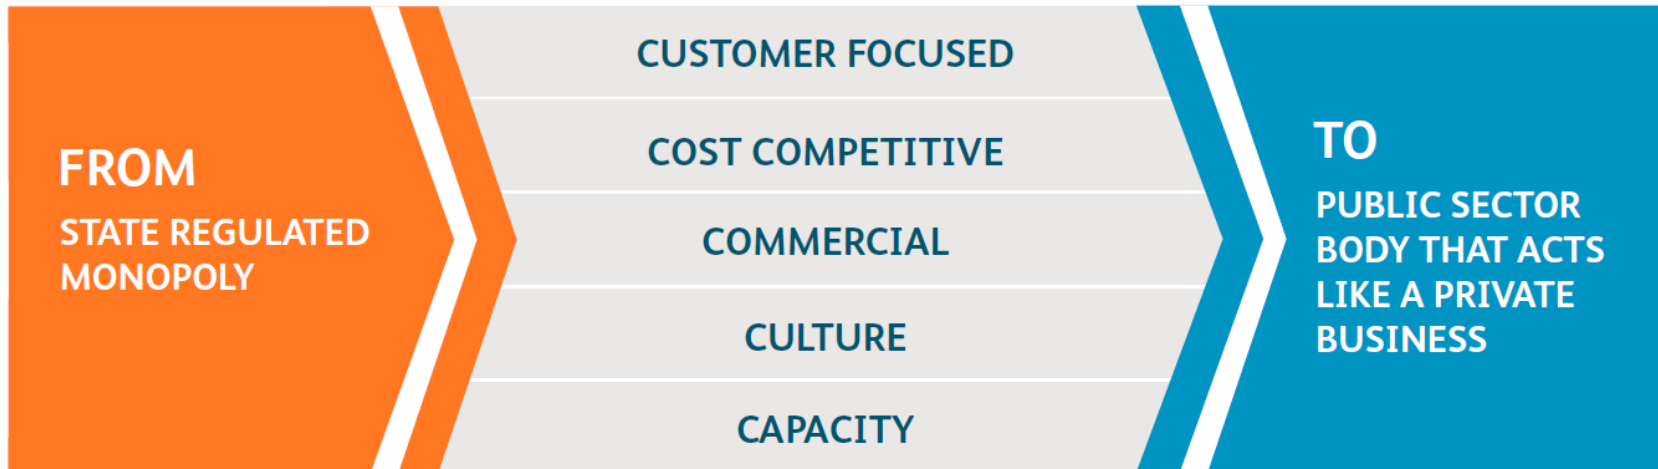 FROM
STATE REGULATED
MONOPOLY
CUSTOMER FOCUSED
COST COMPETITIVE
COMMERCIAL
CULTURE
CAPACITY
TO
PUBLIC SECTOR
BODY THAT ACTS
LIKE A PRIVATE
BUSINESS